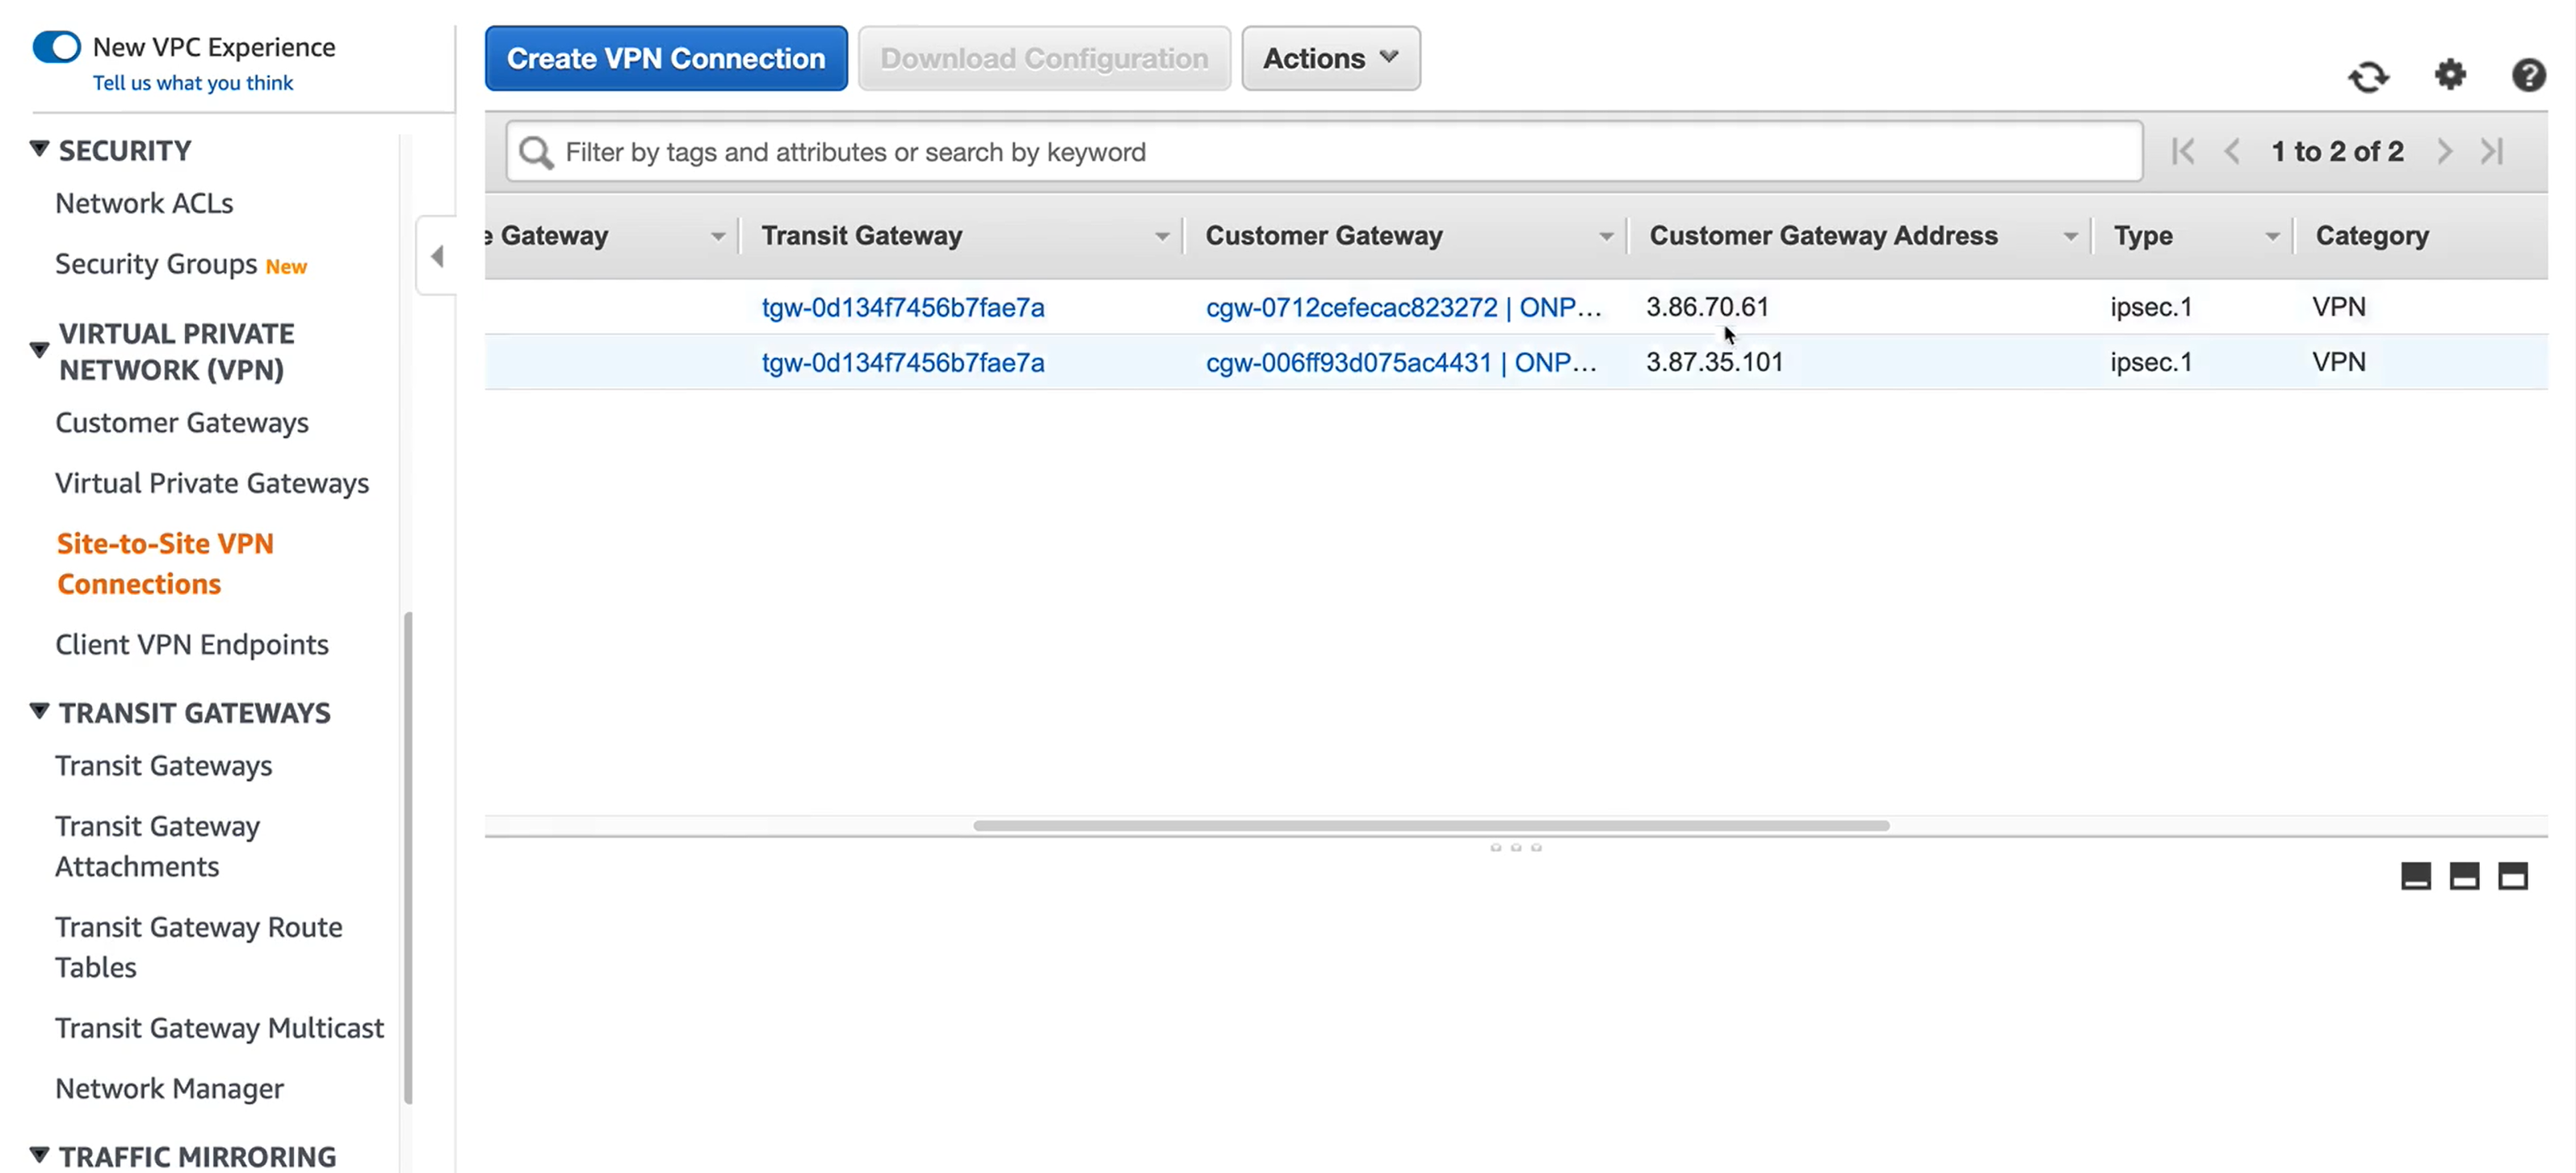 New VPC Experience
Tell us what you think
SECURITY
Network ACLs
Security Groups New
VIRTUAL PRIVATE
NETWORK (VPN)
Customer Gateways
Virtual Private Gateways
Site-to-Site VPN
Connections
Client VPN Endpoints
TRANSIT GATEWAYS
Transit Gateways
Transit Gateway
Attachments
Transit Gateway Route
Tables
Transit Gateway Multicast
Network Manager
TRAFFIC MIRRORING
Create VPN Connection Download Configuration Actions
Filter by tags and attributes or search by keyword 1 to 2 of 2
e Gateway Transit Gateway Customer Gateway Customer Gateway Address Type Category
tgw-0d134f7456b7fae7a cgw-0712cefecac823272 | ONP... 3.86.70.61 ipsec.1 VPN
tgw-0d134f7456b7fae7a cgw-006ff93d075ac4431 | ONP... 3.87.35.101 ipsec.1 VPN